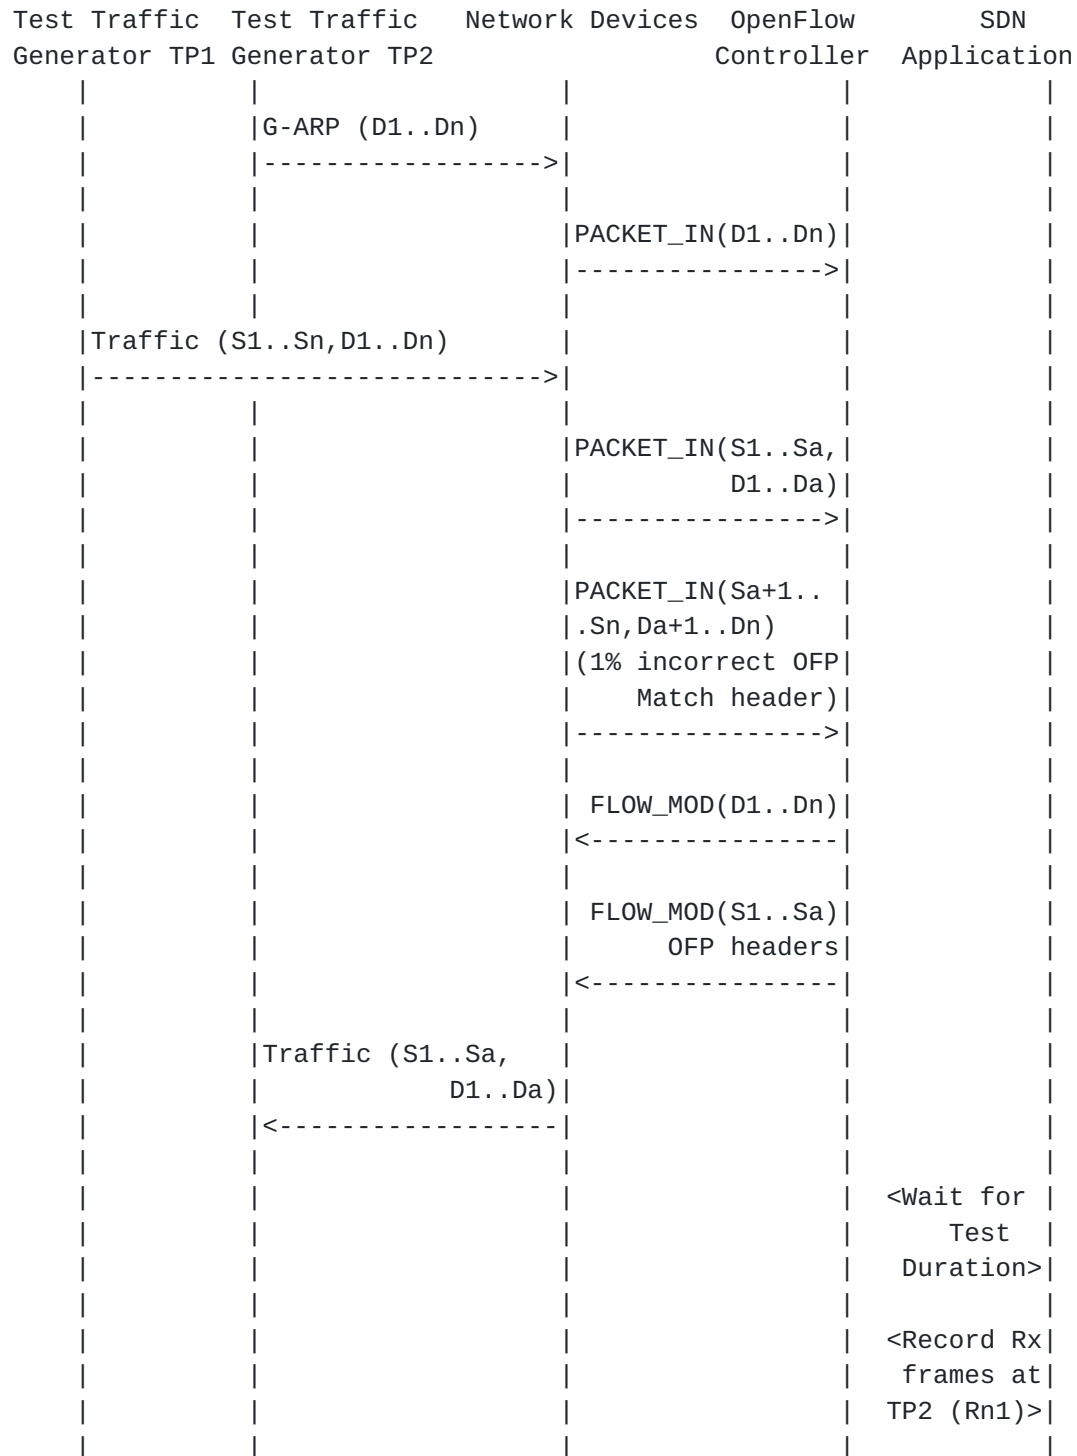 Test Traffic  Test Traffic   Network Devices  OpenFlow        SDN
Generator TP1 Generator TP2                  Controller  Application
    |          |                   |                 |            |
    |          |G-ARP (D1..Dn)     |                 |            |
    |          |------------------>|                 |            |
    |          |                   |                 |            |
    |          |                   |PACKET_IN(D1..Dn)|            |
    |          |                   |---------------->|            |
    |          |                   |                 |            |
    |Traffic (S1..Sn,D1..Dn)       |                 |            |
    |----------------------------->|                 |            |
    |          |                   |                 |            |
    |          |                   |PACKET_IN(S1..Sa,|            |
    |          |                   |          D1..Da)|            |
    |          |                   |---------------->|            |
    |          |                   |                 |            |
    |          |                   |PACKET_IN(Sa+1.. |            |
    |          |                   |.Sn,Da+1..Dn)    |            |
    |          |                   |(1% incorrect OFP|            |
    |          |                   |    Match header)|            |
    |          |                   |---------------->|            |
    |          |                   |                 |            |
    |          |                   | FLOW_MOD(D1..Dn)|            |
    |          |                   |<----------------|            |
    |          |                   |                 |            |
    |          |                   | FLOW_MOD(S1..Sa)|            |
    |          |                   |      OFP headers|            |
    |          |                   |<----------------|            |
    |          |                   |                 |            |
    |          |Traffic (S1..Sa,   |                 |            |
    |          |            D1..Da)|                 |            |
    |          |<------------------|                 |            |
    |          |                   |                 |            |
    |          |                   |                 |  <Wait for |
    |          |                   |                 |      Test  |
    |          |                   |                 |   Duration>|
    |          |                   |                 |            |
    |          |                   |                 |  <Record Rx|
    |          |                   |                 |   frames at|
    |          |                   |                 |  TP2 (Rn1)>|
    |          |                   |                 |            |